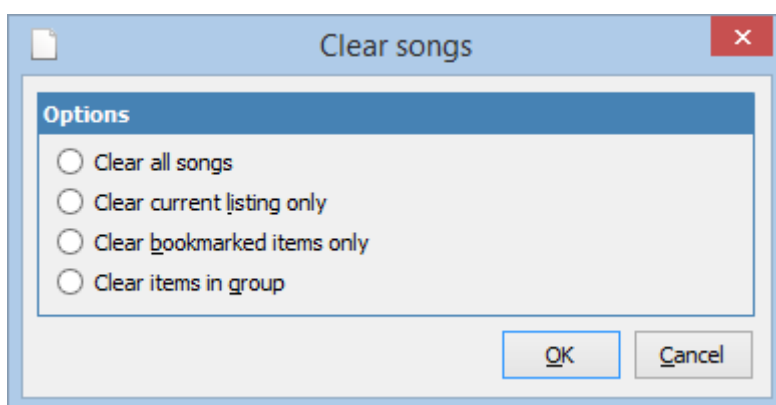 Clear songs
Options
Clear all songs
Clear current listing only
Clear bookmarked items only
Clear items in group
OK
Cancel